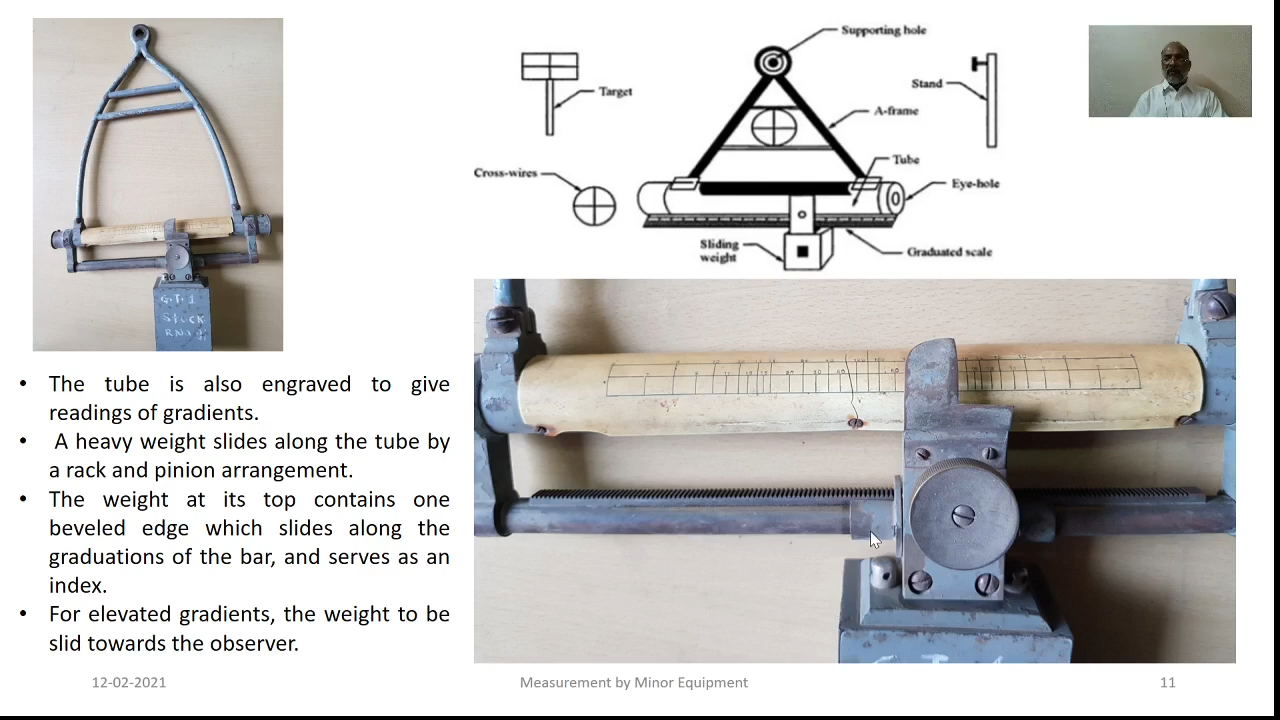 Supporting hole
Target
Stand
A-frame
Tube
Cross-wires
Eye-hole
Sliding
weight
Graduated scale
G.T.1
• The tube is also engraved to give
readings of gradients.
• A heavy weight slides along the tube by
a rack and pinion arrangement.
• The weight at its top contains one
beveled edge which slides along the
graduations of the bar, and serves as an
index.
• For elevated gradients, the weight to be
slid towards the observer.
12-02-2021
Measurement by Minor Equipment
11